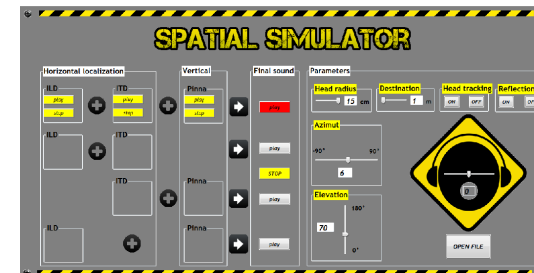 SPATIAL SIMULATOR
Horizontal localization
Vertical
Final sound
Parameters
ILD
ITD
Pinna
Head radius
Destination
Head tracking
Reflection
play
play
play
play
15 cm
1 m
ON OFF
ON OFF
stop
stop
stop
Azimut
ILD
ITD
play
-90° 90°
STOP
6
ITD
Pinna
play
Elevation
180°
70
0
ILD
Pinna
play
0°
OPEN FILE